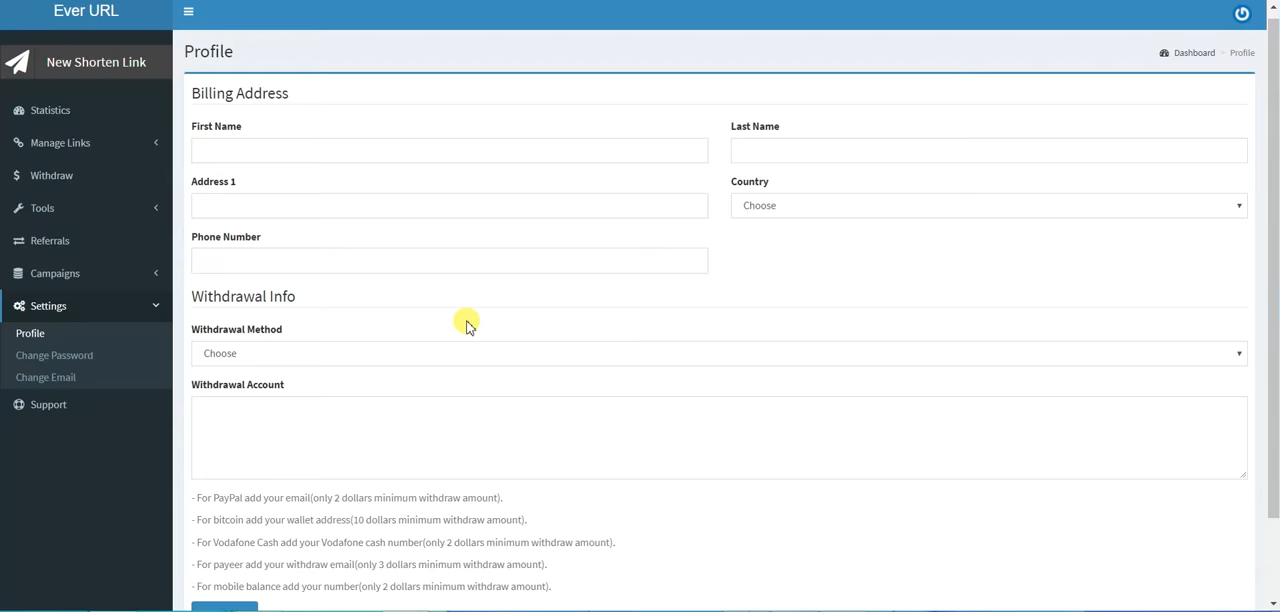 Ever URL
New Shorten Link
Statistics
Manage Links
Withdraw
Tools
Referrals
Campaigns
Settings
Profile
Change Password
Change Email
Support
Profile
Dashboard > Profile
Billing Address
First Name
Last Name
Address 1
Country
Choose
Phone Number
Withdrawal Info
Withdrawal Method
Choose
Withdrawal Account
- For PayPal add your email(only 2 dollars minimum withdraw amount).
- For bitcoin add your wallet address(10 dollars minimum withdraw amount).
- For Vodafone Cash add your Vodafone cash number(only 2 dollars minimum withdraw amount).
- For payeer add your withdraw email(only 3 dollars minimum withdraw amount).
- For mobile balance add your number(only 2 dollars minimum withdraw amount).